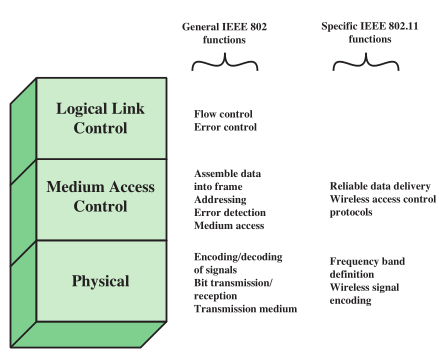 General IEEE 802
functions
Specific IEEE 802.11
functions
Logical Link
Control
Flow control
Error control
Medium Access
Control
Assemble data
into frame
Addressing
Error detection
Medium access
Reliable data delivery
Wireless access control
protocols
Physical
Encoding/decoding
of signals
Bit transmission/
reception
Transmission medium
Frequency band
definition
Wireless signal
encoding